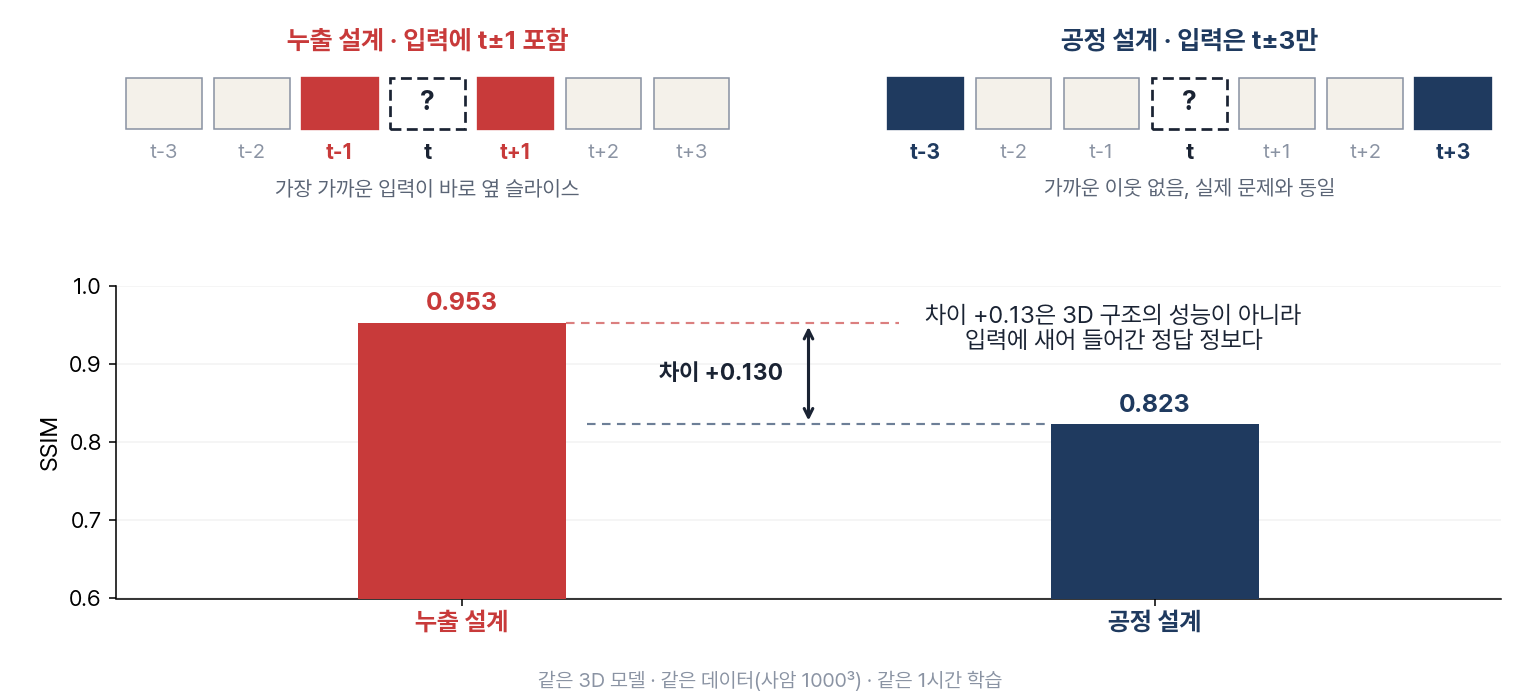 누출 설계 · 입력에 t±1 포함
t-3 t-2 t-1 ? t t+1 t+2 t+3
가장 가까운 입력이 바로 옆 슬라이스
공정 설계 · 입력은 t±3만
t-3 t-2 t-1 ? t t+1 t+2 t+3
가까운 이웃 없음, 실제 문제와 동일
SSIM
1.0
0.9
0.8
0.7
0.6
0.953
차이 +0.130
차이 +0.13은 3D 구조의 성능이 아니라
입력에 새어 들어간 정답 정보다
0.823
누출 설계
공정 설계
같은 3D 모델 · 같은 데이터(사암 1000³) · 같은 1시간 학습